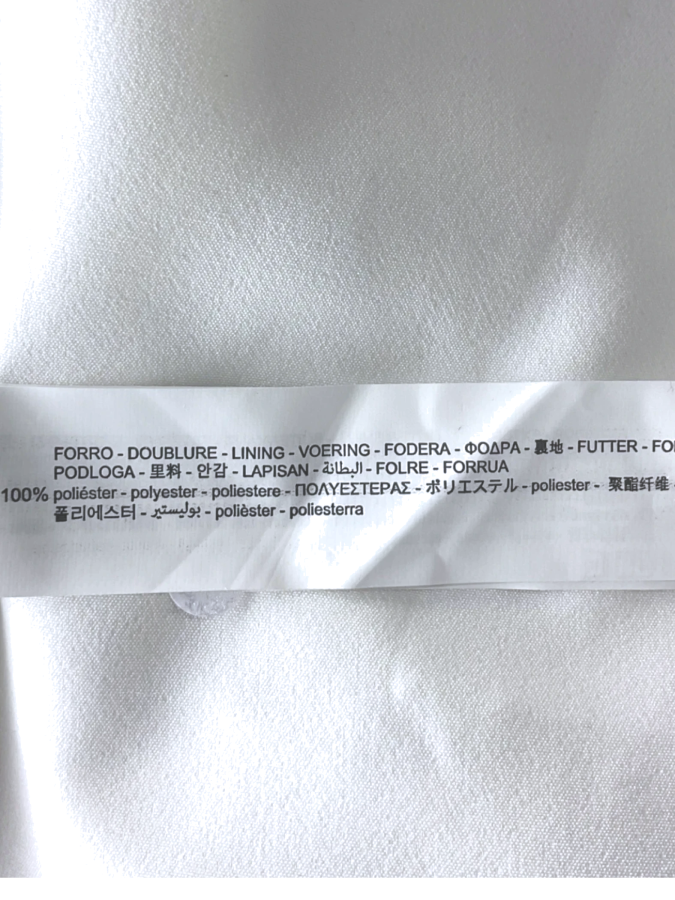 FORRO - DOUBLURE - LINING - VOERING - FODERA - ΦΟΔΡΑ - 裏地 - FUTTER - FO
PODLOGA - 里料 - 안감 - LAPISAN - البطانة - FOLRE - FORRUA
100% poliéster - polyester - poliestere - ΠΟΛΥΕΣΤΕΡΑΣ - ポリエステル - poliester - 聚酯纤维 -
폴리에스터 - بوليستير - polièster - poliesterra